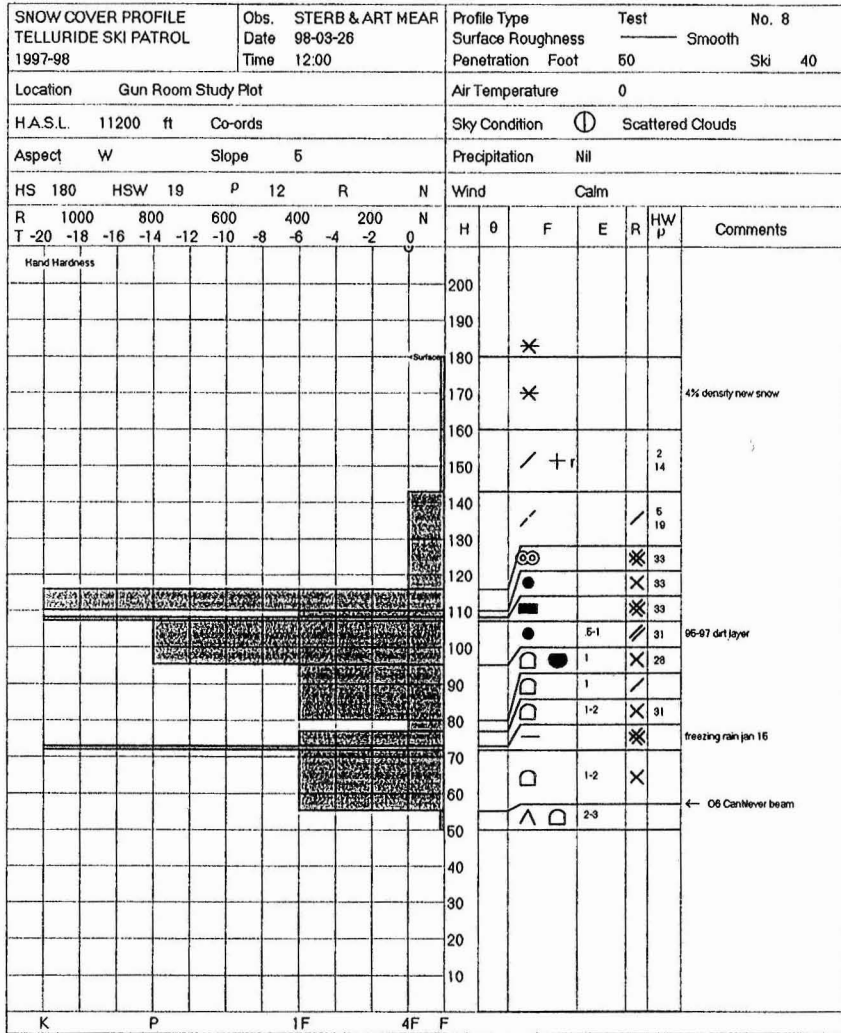 SNOW COVER PROFILE
TELLURIDE SKI PATROL
1997-98
Obs. STERB & ART MEAR
Date 98-03-26
Time 12:00
Profile Type Test No. 8
Surface Roughness Smooth
Penetration Foot 50 Ski 40
Location Gun Room Study Plot
Air Temperature 0
H.A.S.L. 11200 ft Co-ords
Sky Condition Scattered Clouds
Aspect W Slope 5
Precipitation Nil
HS 180 HSW 19 ρ 12 R N
Wind Calm
R 1000 800 600 400 200 N
T -20 -18 -16 -14 -12 -10 -8 -6 -4 -2 0
H θ F E R HW ρ Comments
Hand Hardness
200
190
Surface 180
170 4% density new snow
160
150 r 2 14
140
130 5 19
33
120 33
110 33
.5-1 31 96-97 dirt layer
100 1 28
90 1
80 1-2 31
freezing rain jan 16
70
60 1-2
← O6 CanNever beam
50 2-3
40
30
20
10
K P 1F 4F F